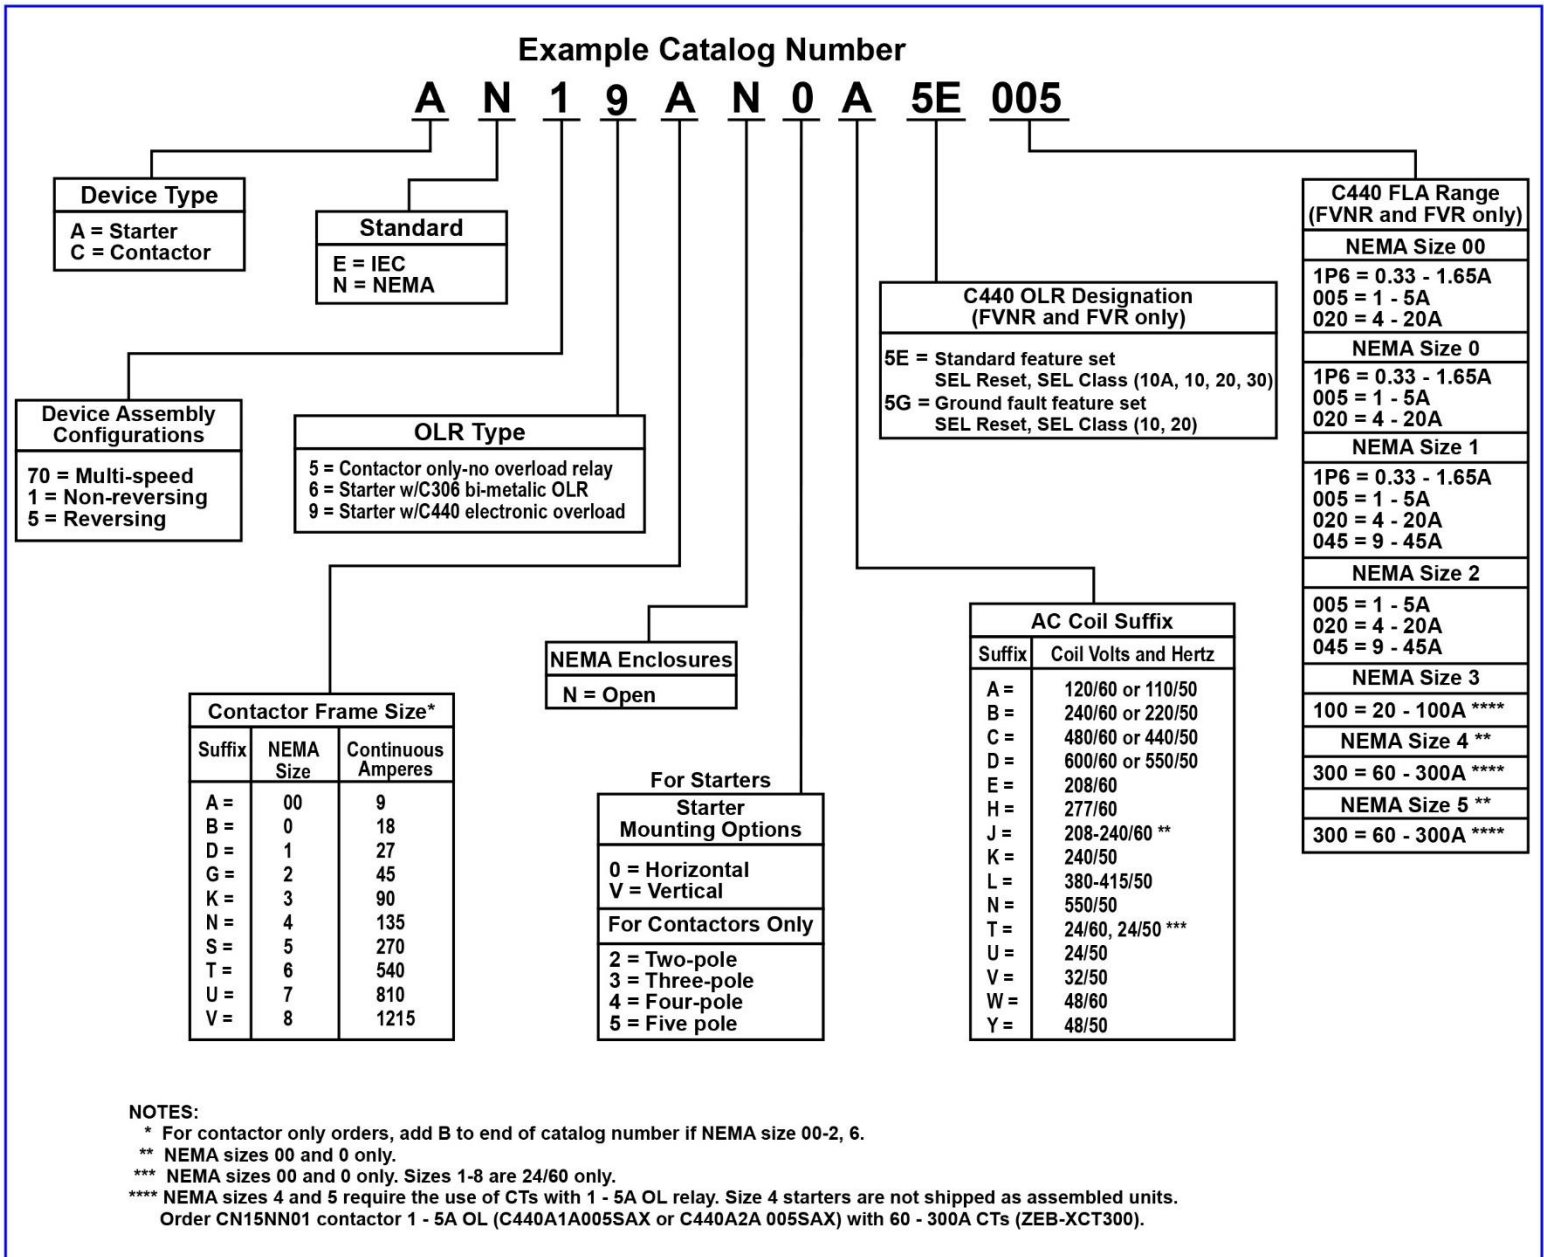 Example Catalog Number
A N 1 9 A N 0 A 5E 005
Device Type
A = Starter
C = Contactor
Standard
E = IEC
N = NEMA
Device Assembly
Configurations
70 = Multi-speed
1 = Non-reversing
5 = Reversing
OLR Type
5 = Contactor only-no overload relay
6 = Starter w/C306 bi-metalic OLR
9 = Starter w/C440 electronic overload
C440 OLR Designation
(FVNR and FVR only)
5E = Standard feature set
SEL Reset, SEL Class (10A, 10, 20, 30)
5G = Ground fault feature set
SEL Reset, SEL Class (10, 20)
C440 FLA Range
(FVNR and FVR only)
NEMA Size 00
1P6 = 0.33 - 1.65A
005 = 1 - 5A
020 = 4 - 20A
NEMA Size 0
1P6 = 0.33 - 1.65A
005 = 1 - 5A
020 = 4 - 20A
NEMA Size 1
1P6 = 0.33 - 1.65A
005 = 1 - 5A
020 = 4 - 20A
045 = 9 - 45A
NEMA Size 2
005 = 1 - 5A
020 = 4 - 20A
045 = 9 - 45A
NEMA Size 3
100 = 20 - 100A ****
NEMA Size 4 **
300 = 60 - 300A ****
NEMA Size 5 **
300 = 60 - 300A ****
Contactor Frame Size*
Suffix NEMA Size Continuous Amperes
A = 00 9
B = 0 18
D = 1 27
G = 2 45
K = 3 90
N = 4 135
S = 5 270
T = 6 540
U = 7 810
V = 8 1215
NEMA Enclosures
N = Open
For Starters
Starter
Mounting Options
0 = Horizontal
V = Vertical
For Contactors Only
2 = Two-pole
3 = Three-pole
4 = Four-pole
5 = Five pole
AC Coil Suffix
Suffix Coil Volts and Hertz
A = 120/60 or 110/50
B = 240/60 or 220/50
C = 480/60 or 440/50
D = 600/60 or 550/50
E = 208/60
H = 277/60
J = 208-240/60 **
K = 240/50
L = 380-415/50
N = 550/50
T = 24/60, 24/50 ***
U = 24/50
V = 32/50
W = 48/60
Y = 48/50
NOTES:
* For contactor only orders, add B to end of catalog number if NEMA size 00-2, 6.
** NEMA sizes 00 and 0 only.
*** NEMA sizes 00 and 0 only. Sizes 1-8 are 24/60 only.
**** NEMA sizes 4 and 5 require the use of CTs with 1 - 5A OL relay. Size 4 starters are not shipped as assembled units.
Order CN15NN01 contactor 1 - 5A OL (C440A1A005SAX or C440A2A 005SAX) with 60 - 300A CTs (ZEB-XCT300).